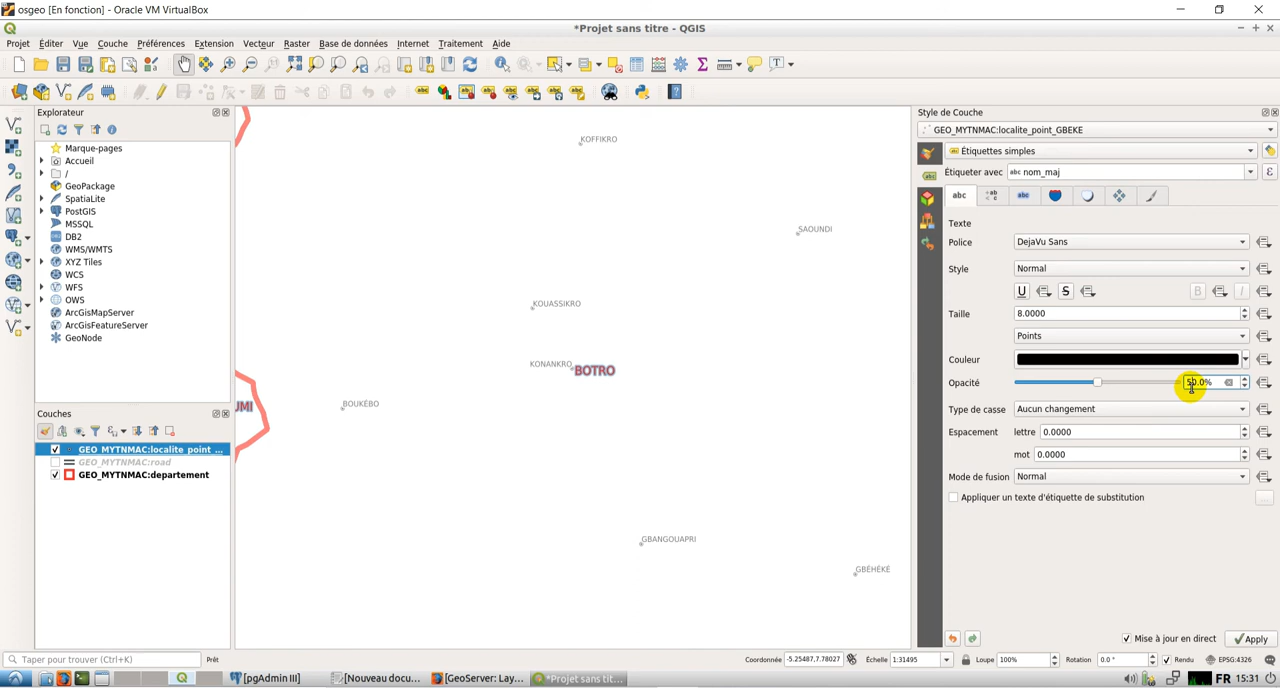 osgeo [En fonction] - Oracle VM VirtualBox
*Projet sans titre - QGIS
Projet Éditer Vue Couche Préférences Extension Vecteur Raster Base de données Internet Traitement Aide
Explorateur
Marque-pages
Accueil
/
GeoPackage
SpatiaLite
PostGIS
MSSQL
DB2
WMS/WMTS
XYZ Tiles
WCS
WFS
OWS
ArcGisMapServer
ArcGisFeatureServer
GeoNode
Couches
GEO_MYTNMAC:localite_point ...
GEO_MYTNMAC:road
GEO_MYTNMAC:departement
KOFFIKRO
SAOUNDI
KOUASSIKRO
KONANKRO
BOTRO
BOUKÉBO
UMI
GBANGOUAPRI
GBÉHÉKÉ
Style de Couche
GEO_MYTNMAC:localite_point_GBEKE
abc Étiquettes simples
Étiqueter avec abc nom_maj
abc abc
Texte
Police DejaVu Sans
Style Normal
U S B I
Taille 8.0000
Points
Couleur
Opacité 50.0%
Type de casse Aucun changement
Espacement lettre 0.0000
mot 0.0000
Mode de fusion Normal
Appliquer un texte d'étiquette de substitution ...
Mise à jour en direct Apply
Taper pour trouver (Ctrl+K) Prêt Coordonnée -5.25487,7.78027 Échelle 1:31495 Loupe 100% Rotation 0.0 ° Rendu EPSG:4326
[pgAdmin III] [Nouveau docu... [GeoServer: Lay... *Projet sans tit... FR 15:31